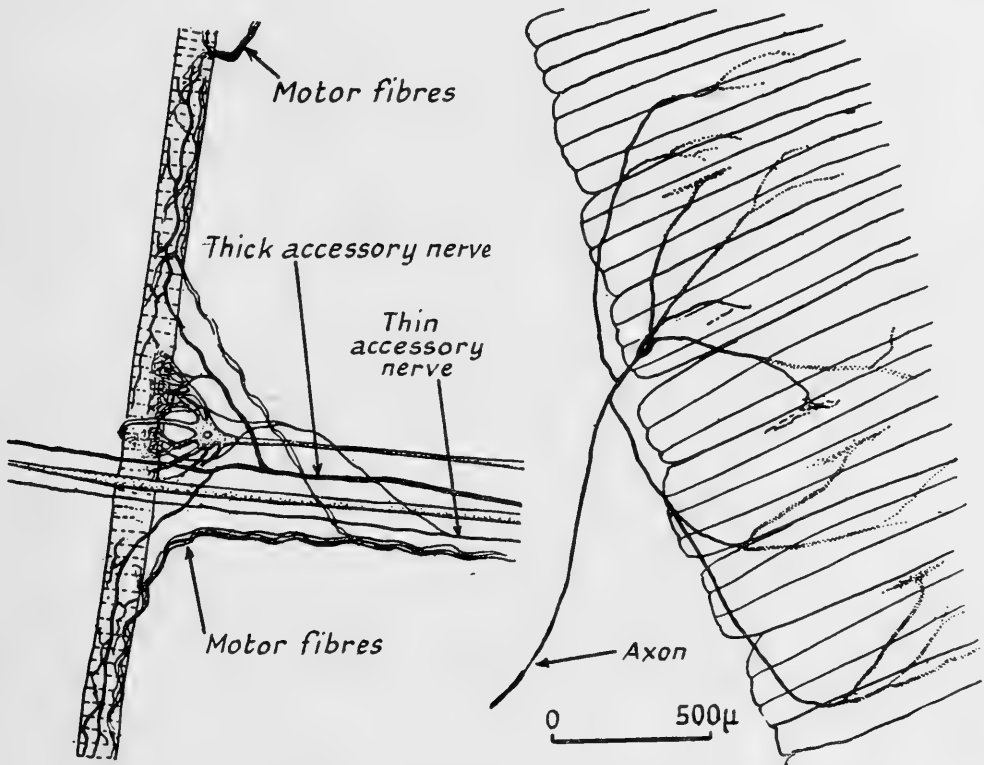 Motor fibres
Thick accessory nerve
Thin
accessory
nerve
Motor fibres
Axon
0 500μ